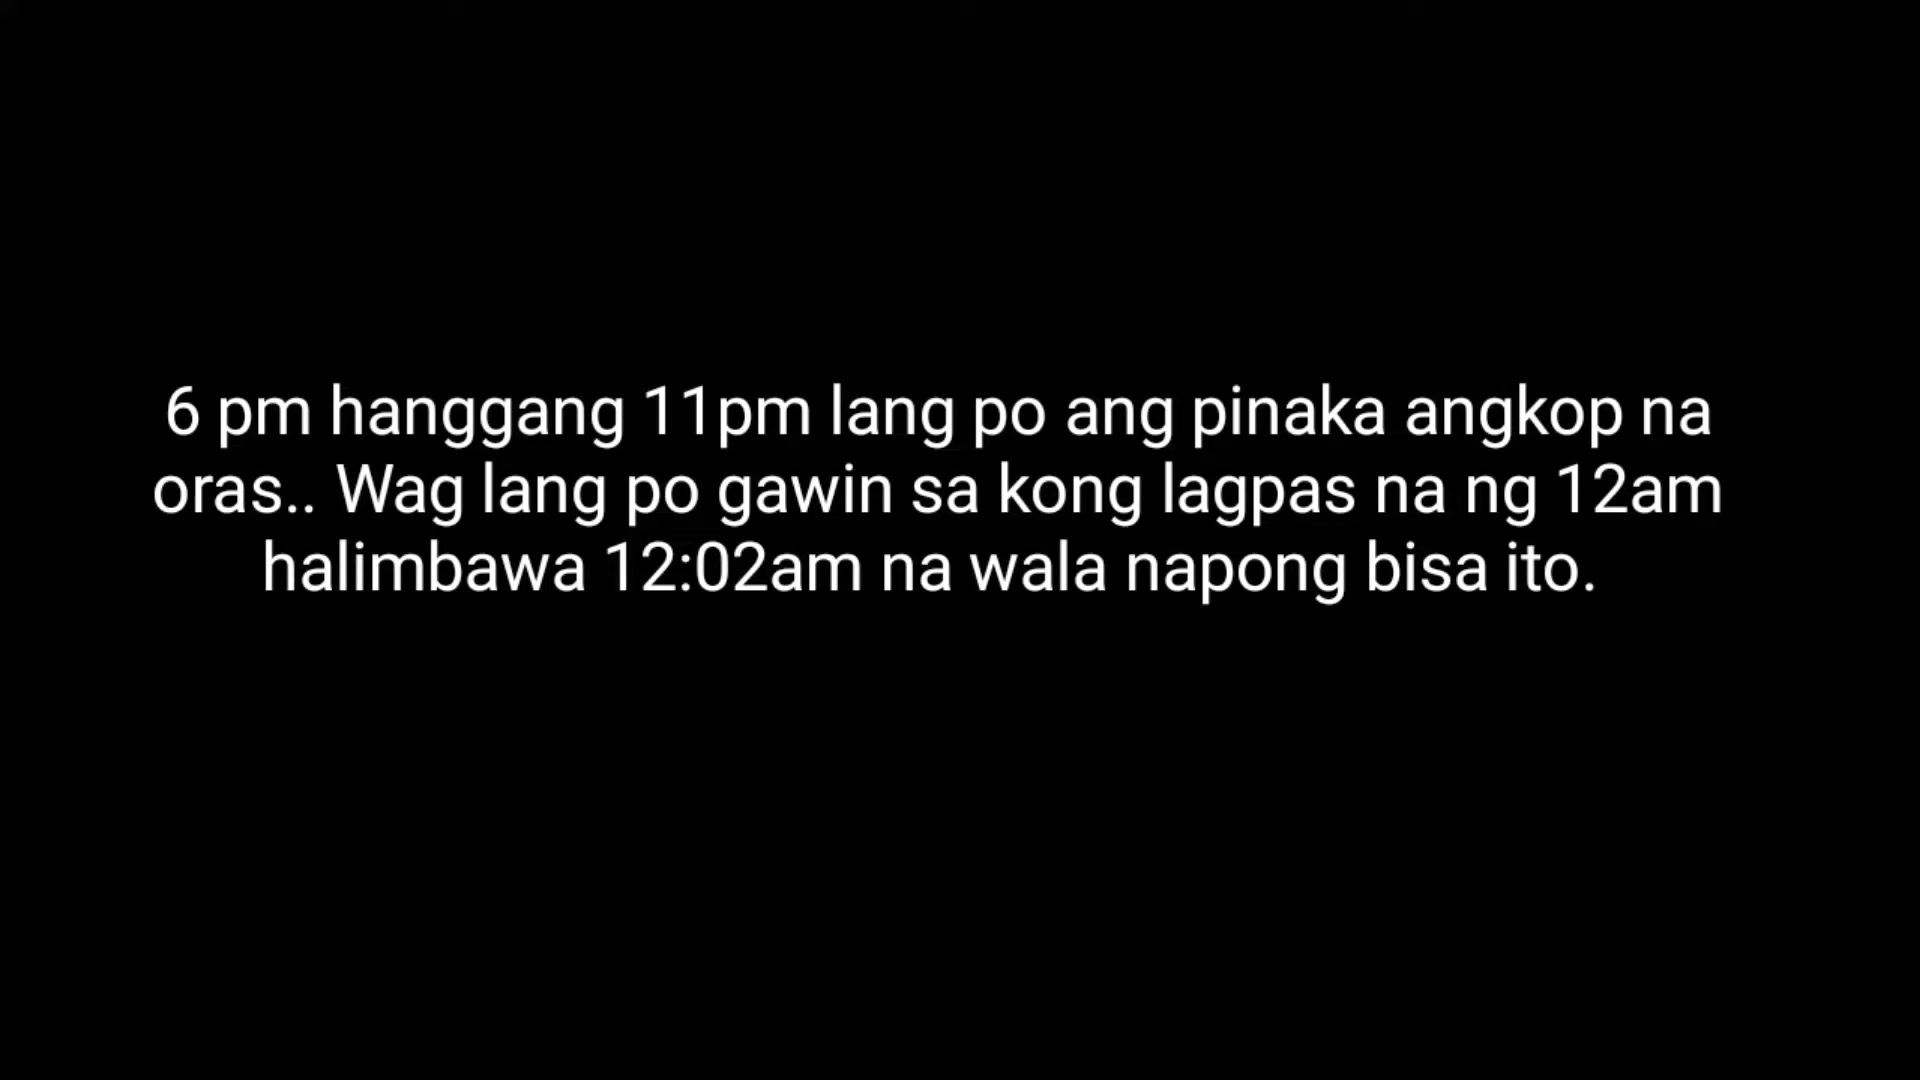 6 pm hanggang 11pm lang po ang pinaka angkop na
oras.. Wag lang po gawin sa kong lagpas na ng 12am
halimbawa 12:02am na wala napong bisa ito.